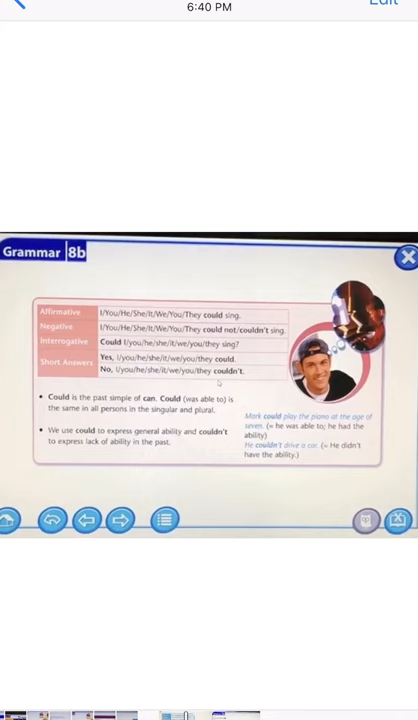 6:40 PM
Edit
Grammar 8b
Affirmative I/You/He/She/It/We/You/They could sing.
Negative I/You/He/She/It/We/You/They could not/couldn't sing.
Interrogative Could I/you/he/she/it/we/you/they sing?
Short Answers Yes, I/you/he/she/it/we/you/they could.
No, I/you/he/she/it/we/you/they couldn't.
• Could is the past simple of can. Could (was able to) is
the same in all persons in the singular and plural.
• We use could to express general ability and couldn't
to express lack of ability in the past.
Mark could play the piano at the age of
seven. (= he was able to; he had the
ability)
He couldn't drive a car. (= He didn't
have the ability.)